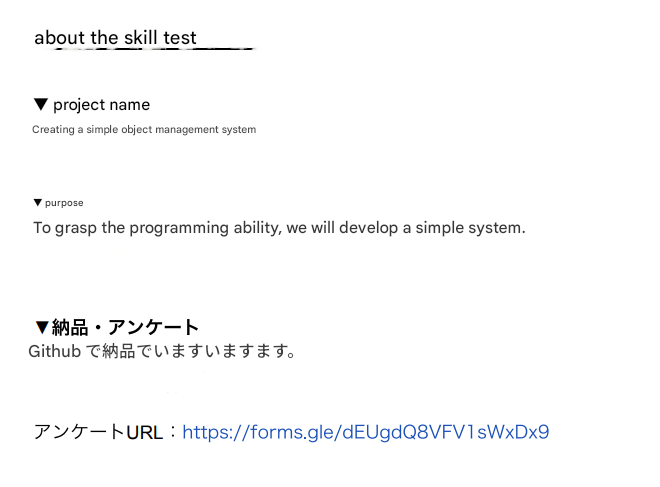 about the skill test
▼ project name
Creating a simple object management system
▼ purpose
To grasp the programming ability, we will develop a simple system.
▼納品・アンケート
Github で納品でいますいますます。
アンケートURL：https://forms.gle/dEUgdQ8VFV1sWxDx9